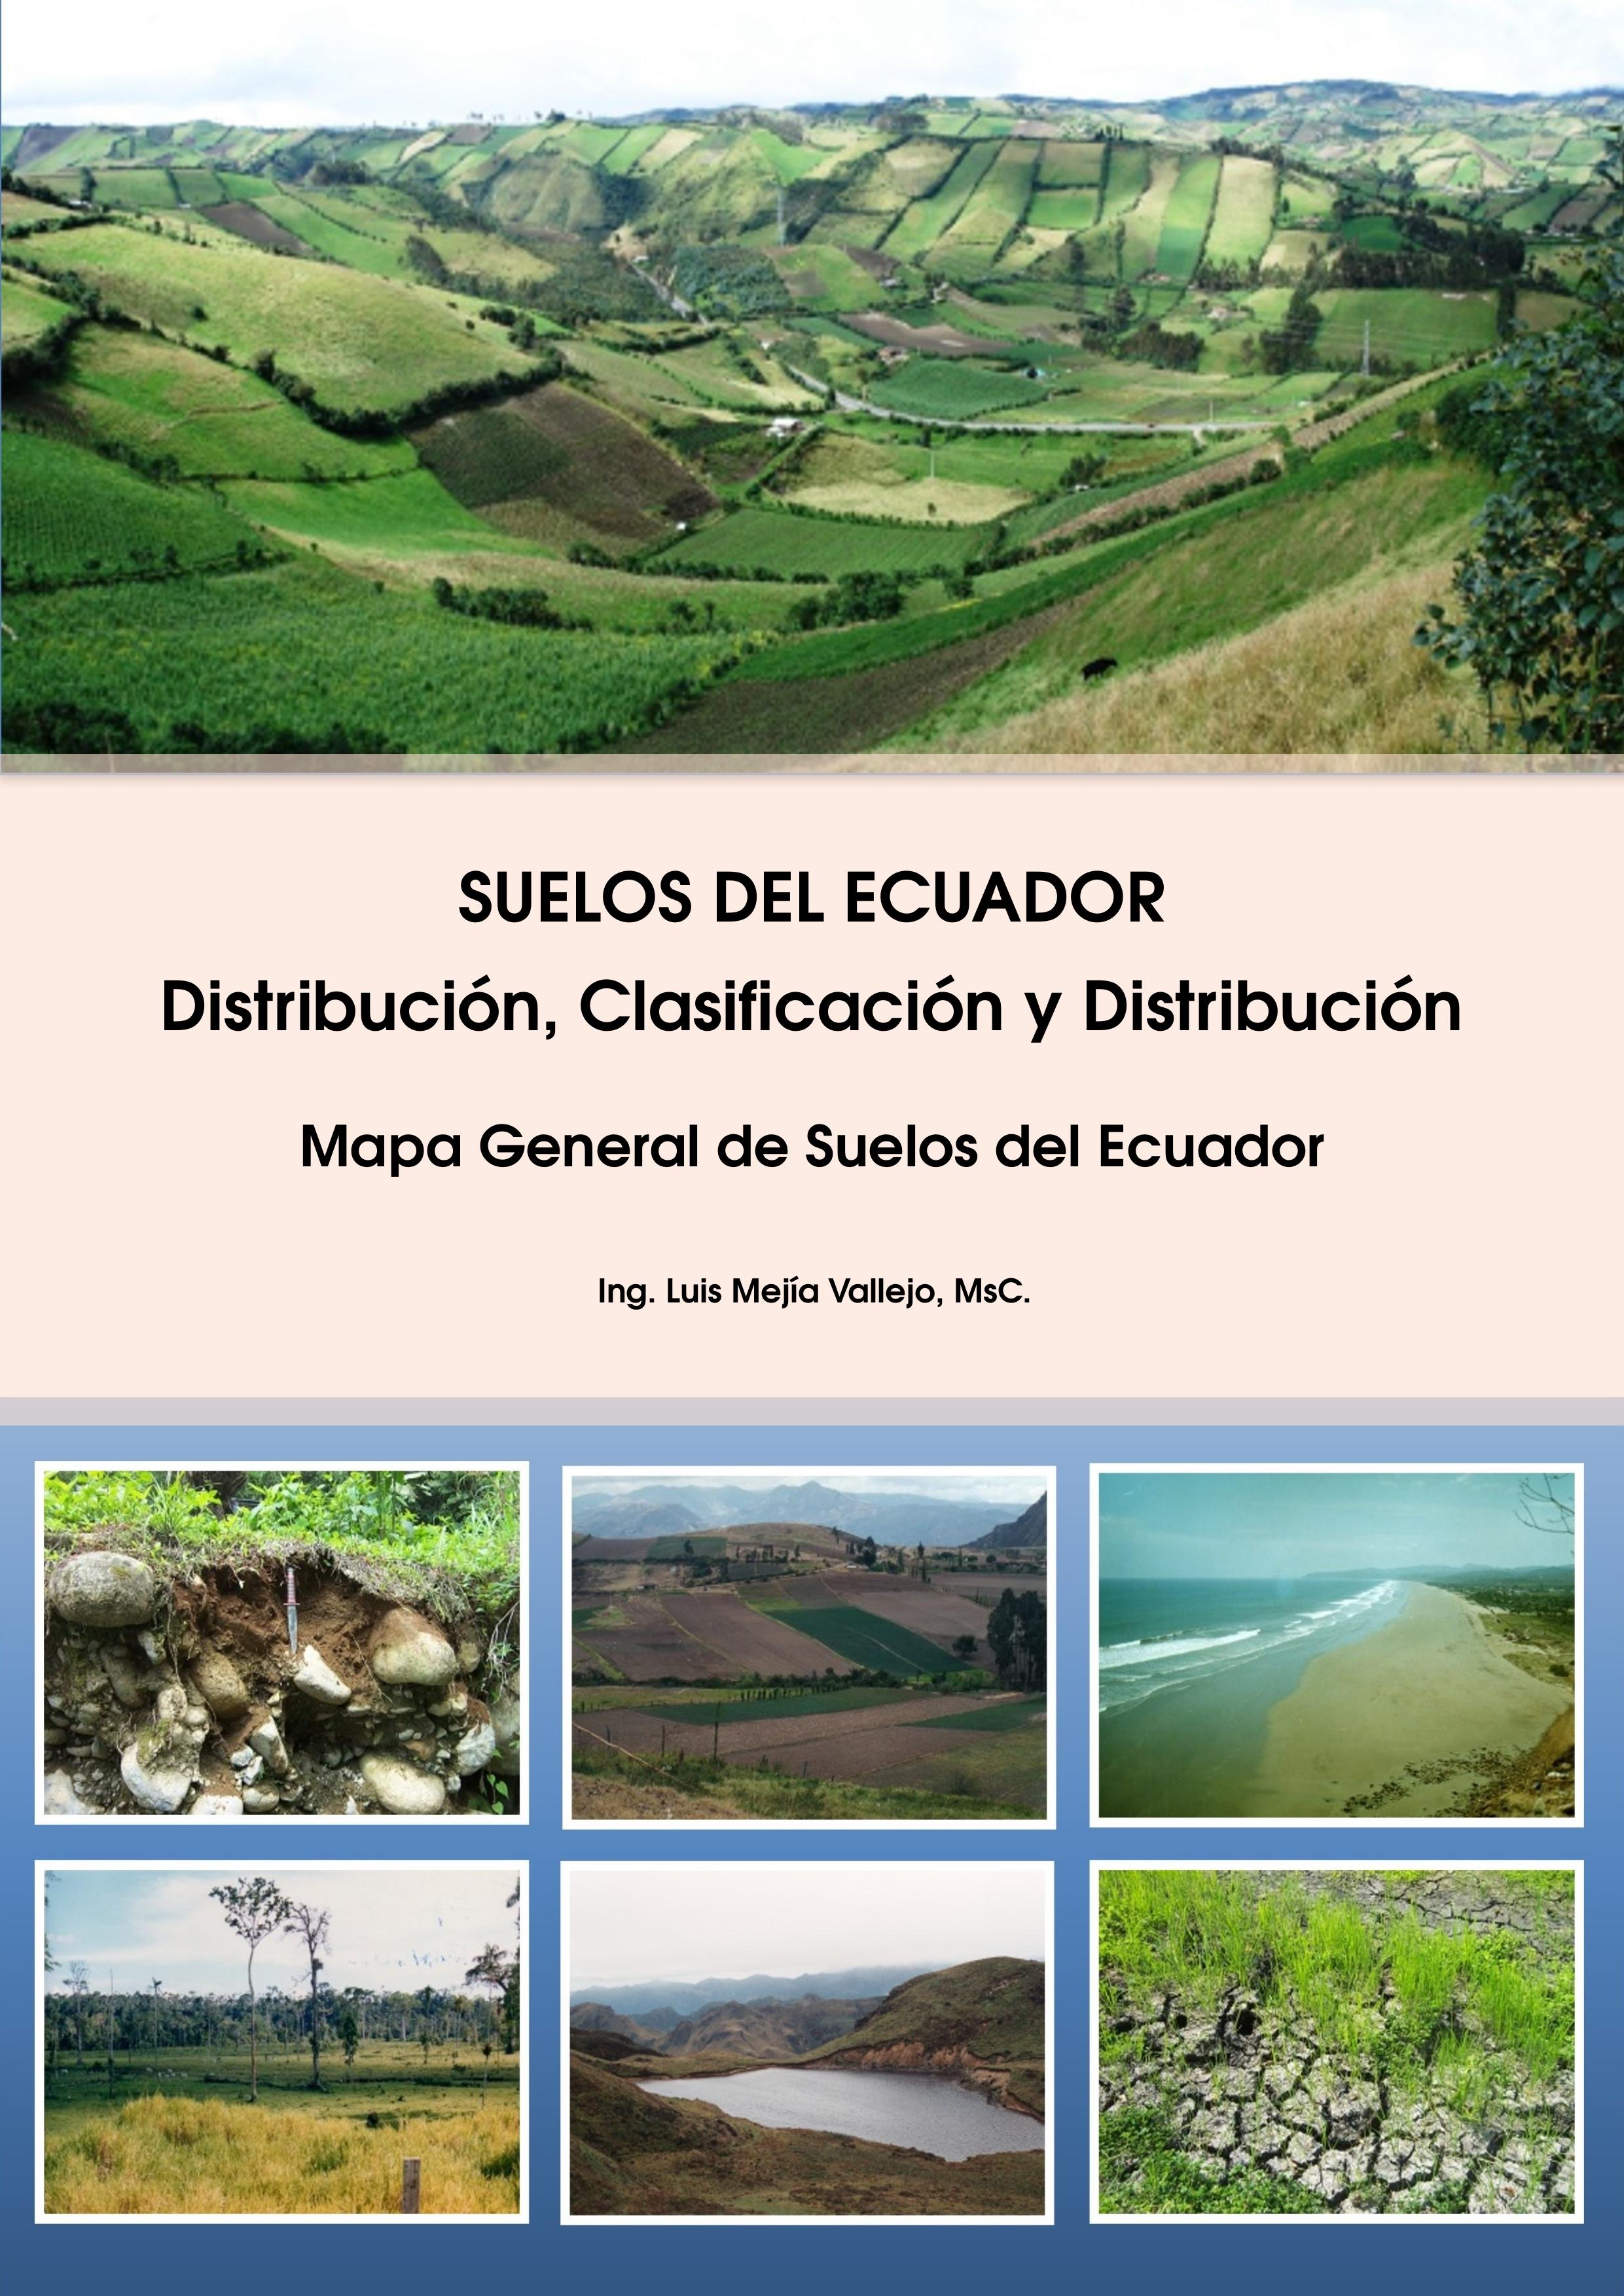 SUELOS DEL ECUADOR
Distribución, Clasificación y Distribución
Mapa General de Suelos del Ecuador
Ing. Luis Mejía Vallejo, MsC.